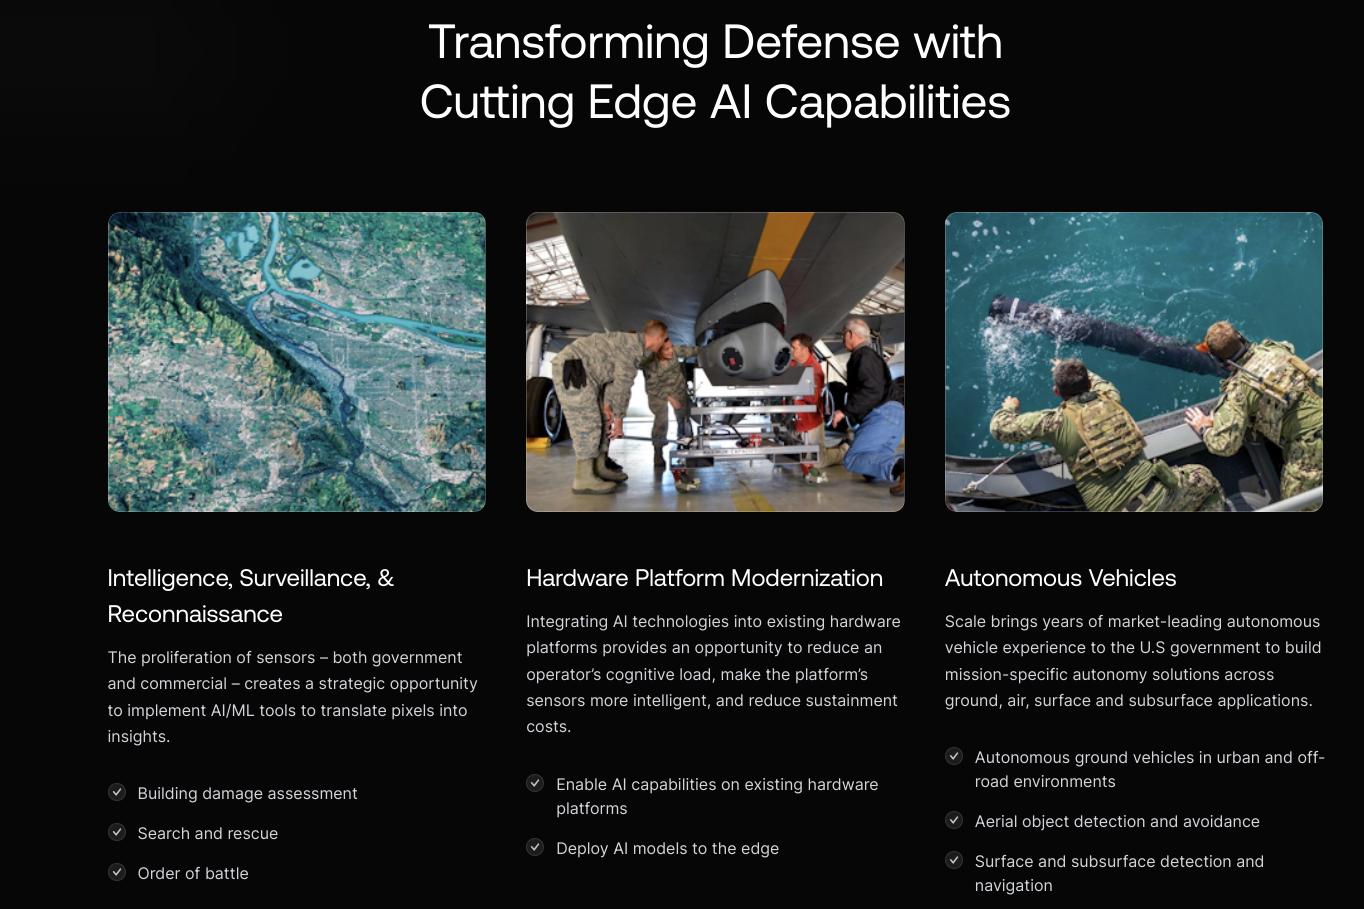 Transforming Defense with
Cutting Edge AI Capabilities
Intelligence, Surveillance, &
Reconnaissance
The proliferation of sensors – both government
and commercial – creates a strategic opportunity
to implement AI/ML tools to translate pixels into
insights.
Building damage assessment
Search and rescue
Order of battle
Hardware Platform Modernization
Integrating AI technologies into existing hardware
platforms provides an opportunity to reduce an
operator’s cognitive load, make the platform’s
sensors more intelligent, and reduce sustainment
costs.
Enable AI capabilities on existing hardware
platforms
Deploy AI models to the edge
Autonomous Vehicles
Scale brings years of market-leading autonomous
vehicle experience to the U.S government to build
mission-specific autonomy solutions across
ground, air, surface and subsurface applications.
Autonomous ground vehicles in urban and off-
road environments
Aerial object detection and avoidance
Surface and subsurface detection and
navigation